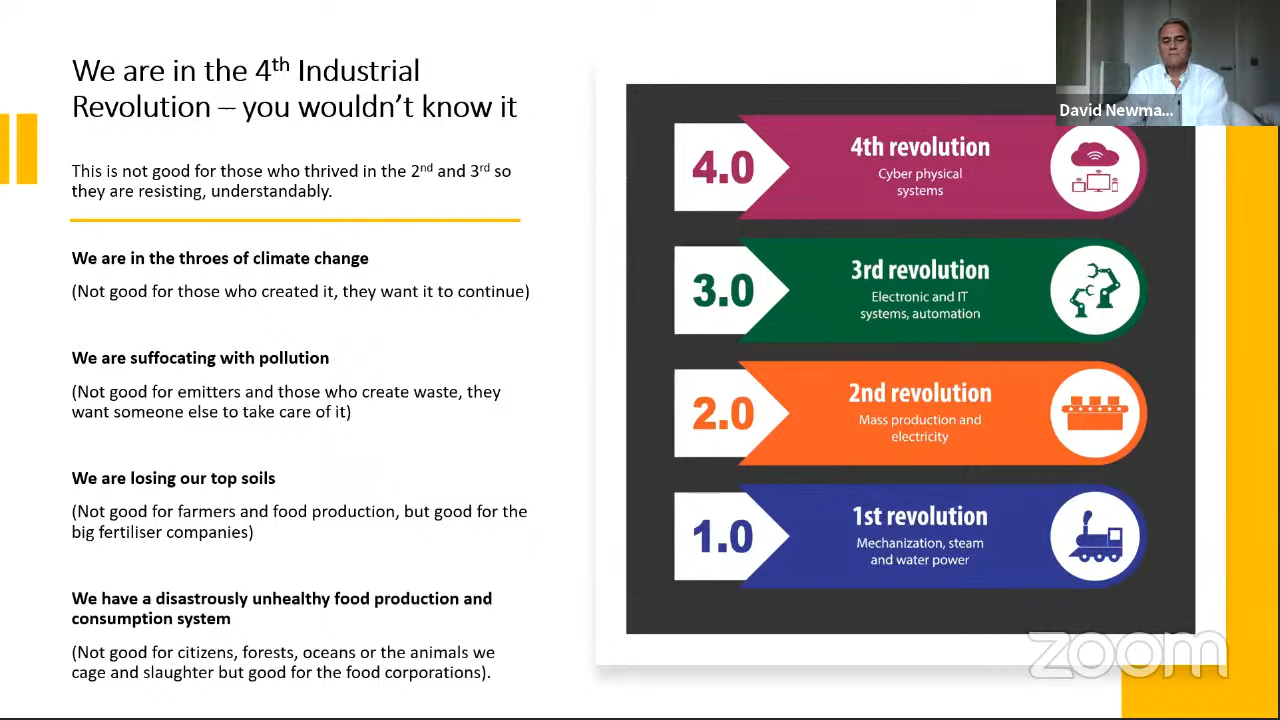 We are in the 4th Industrial
Revolution – you wouldn't know it
This is not good for those who thrived in the 2nd and 3rd so
they are resisting, understandably.
We are in the throes of climate change
(Not good for those who created it, they want it to continue)
We are suffocating with pollution
(Not good for emitters and those who create waste, they
want someone else to take care of it)
We are losing our top soils
(Not good for farmers and food production, but good for the
big fertiliser companies)
We have a disastrously unhealthy food production and
consumption system
(Not good for citizens, forests, oceans or the animals we
cage and slaughter but good for the food corporations).
David Newma...
4.0
4th revolution
Cyber physical
systems
3.0
3rd revolution
Electronic and IT
systems, automation
2.0
2nd revolution
Mass production and
electricity
1.0
1st revolution
Mechanization, steam
and water power
zoom